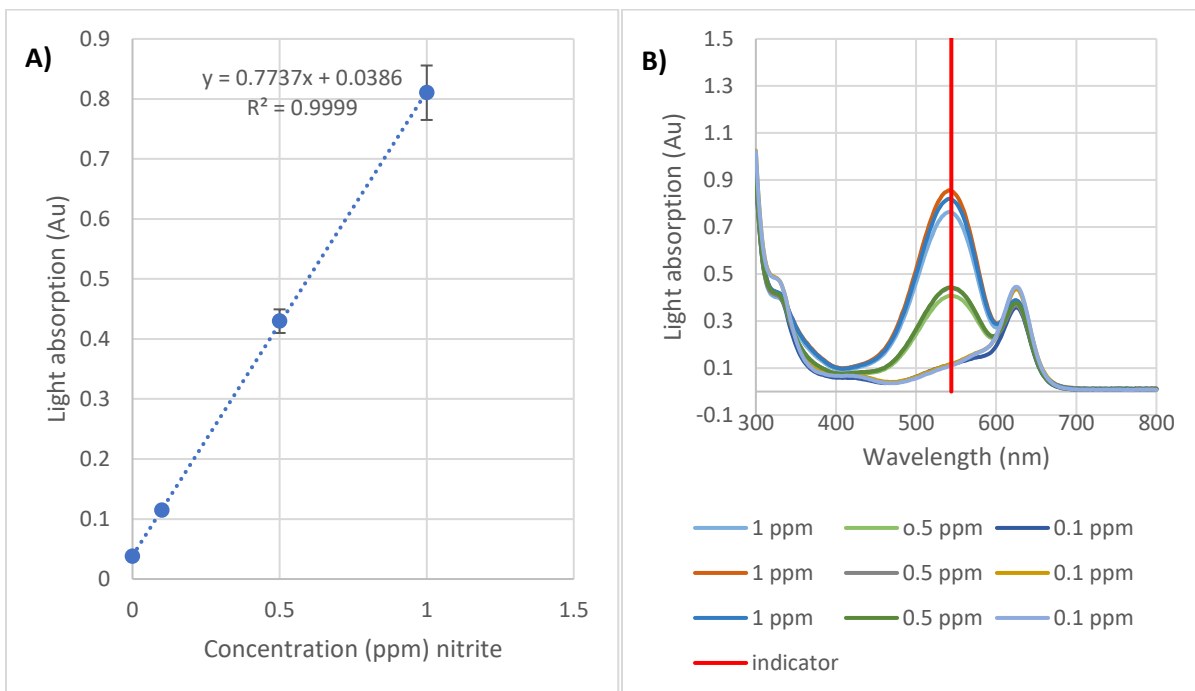 A)
y = 0.7737x + 0.0386
R² = 0.9999
Light absorption (Au)
0.9
0.8
0.7
0.6
0.5
0.4
0.3
0.2
0.1
0
0 0.5 1 1.5
Concentration (ppm) nitrite
B)
Light absorption (Au)
1.5
1.3
1.1
0.9
0.7
0.5
0.3
0.1
-0.1
300 400 500 600 700 800
Wavelength (nm)
1 ppm o.5 ppm 0.1 ppm
1 ppm 0.5 ppm 0.1 ppm
1 ppm 0.5 ppm 0.1 ppm
indicator